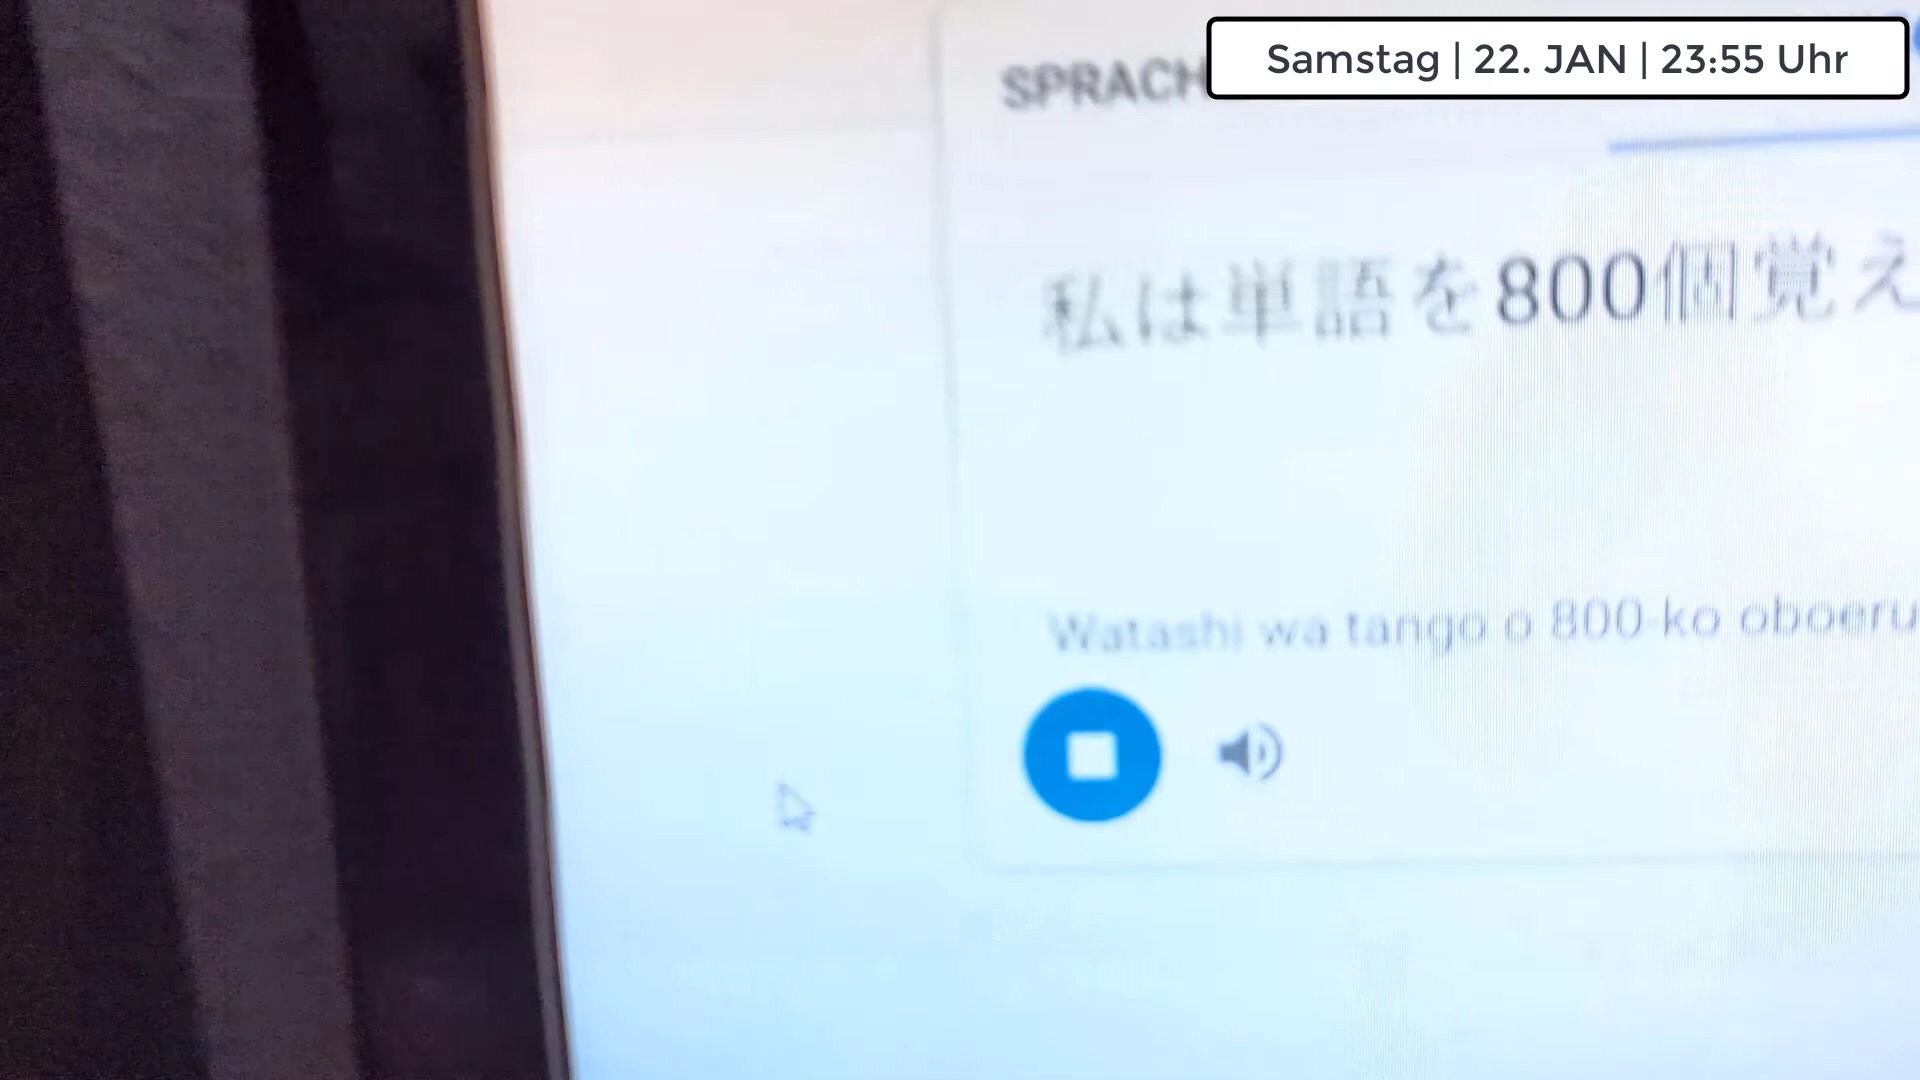 Samstag | 22. JAN | 23:55 Uhr
SPRACH
私は単語を800個覚え
Watashi wa tango o 800-ko oboeru